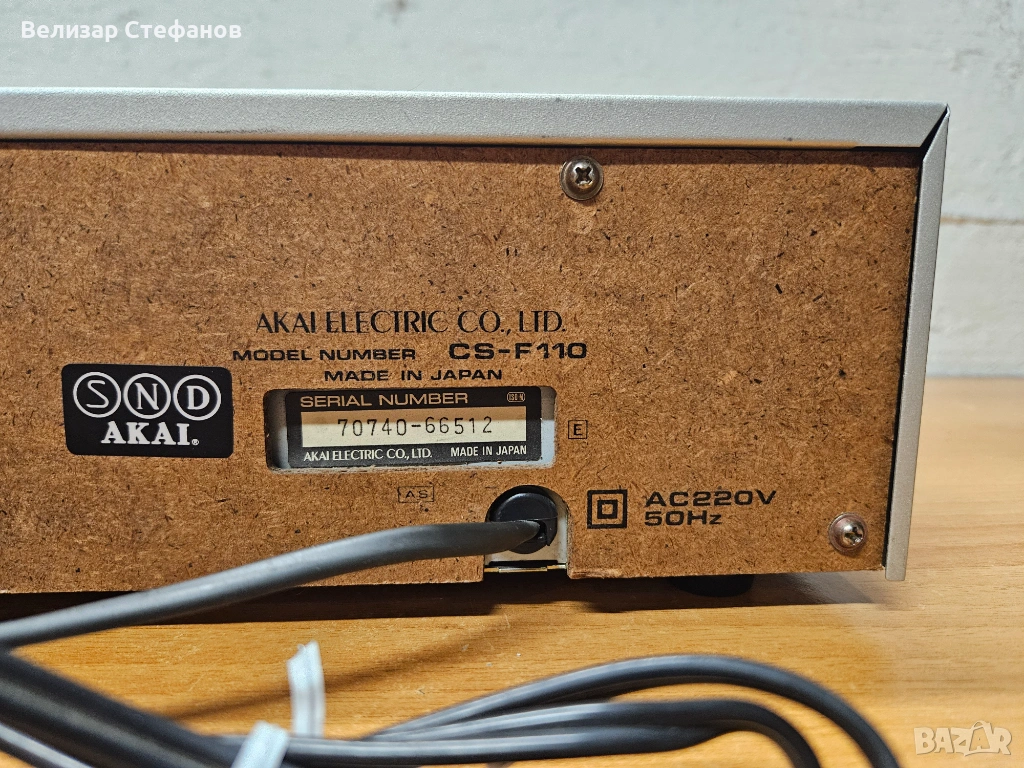 Велизар Стефанов
AKAI ELECTRIC CO., LTD.
MODEL NUMBER CS-F110
MADE IN JAPAN
SND
AKAI®
SERIAL NUMBER
70740-66512
AKAI ELECTRIC CO., LTD. MADE IN JAPAN
E
AS
AC220V
50Hz
BAZAR